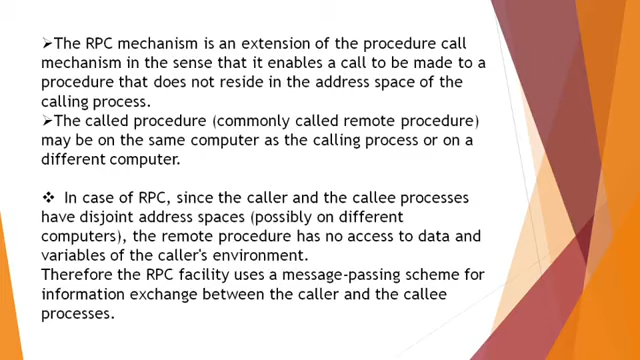 ➢The RPC mechanism is an extension of the procedure call
mechanism in the sense that it enables a call to be made to a
procedure that does not reside in the address space of the
calling process.
➢The called procedure (commonly called remote procedure)
may be on the same computer as the calling process or on a
different computer.
❖ In case of RPC, since the caller and the callee processes
have disjoint address spaces (possibly on different
computers), the remote procedure has no access to data and
variables of the caller's environment.
Therefore the RPC facility uses a message-passing scheme for
information exchange between the caller and the callee
processes.